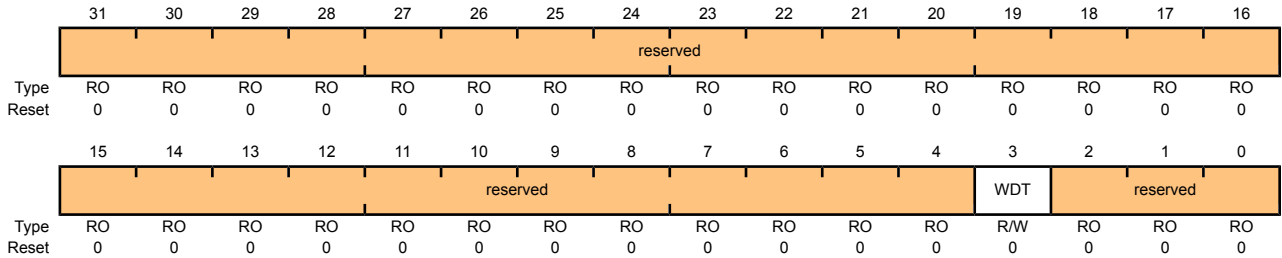 31 30 29 28 27 26 25 24 23 22 21 20 19 18 17 16
reserved
Type RO RO RO RO RO RO RO RO RO RO RO RO RO RO RO RO
Reset 0 0 0 0 0 0 0 0 0 0 0 0 0 0 0 0
15 14 13 12 11 10 9 8 7 6 5 4 3 2 1 0
reserved WDT reserved
Type RO RO RO RO RO RO RO RO RO RO RO RO R/W RO RO RO
Reset 0 0 0 0 0 0 0 0 0 0 0 0 0 0 0 0